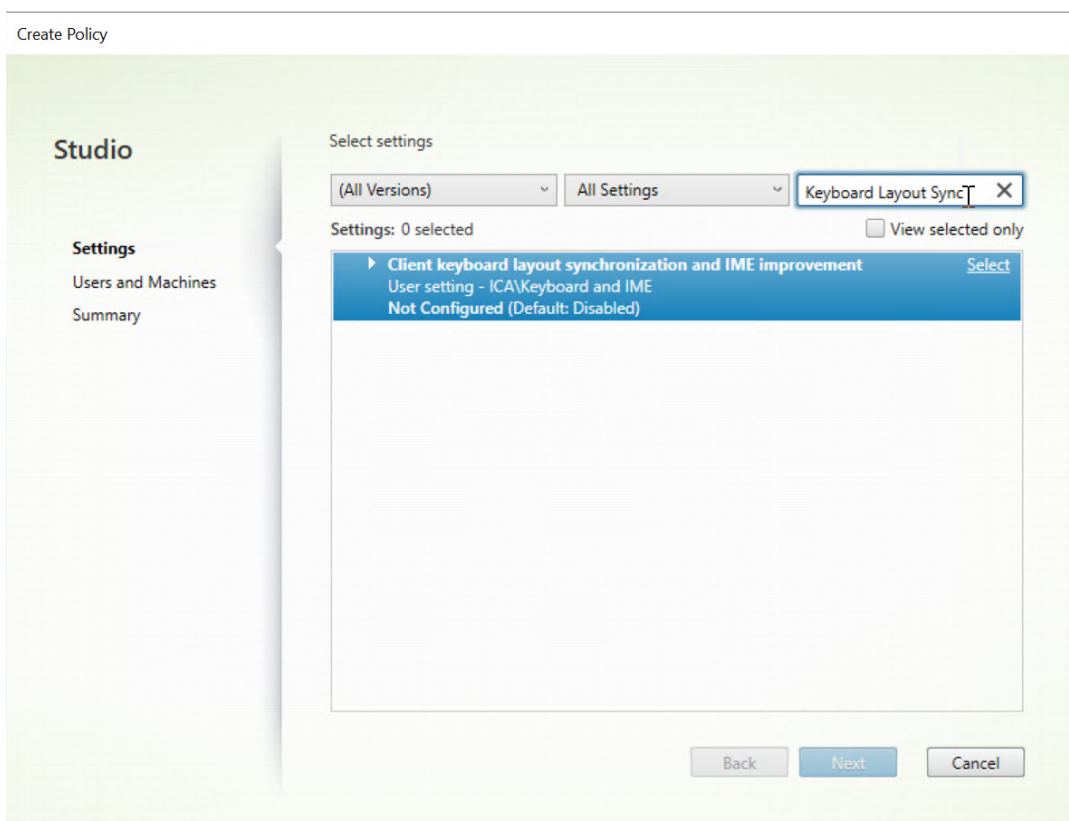 Create Policy
Studio
Settings
Users and Machines
Summary
Select settings
(All Versions) All Settings Keyboard Layout Sync
Settings: 0 selected View selected only
Client keyboard layout synchronization and IME improvement Select
User setting - ICA\Keyboard and IME
Not Configured (Default: Disabled)
Back Next Cancel